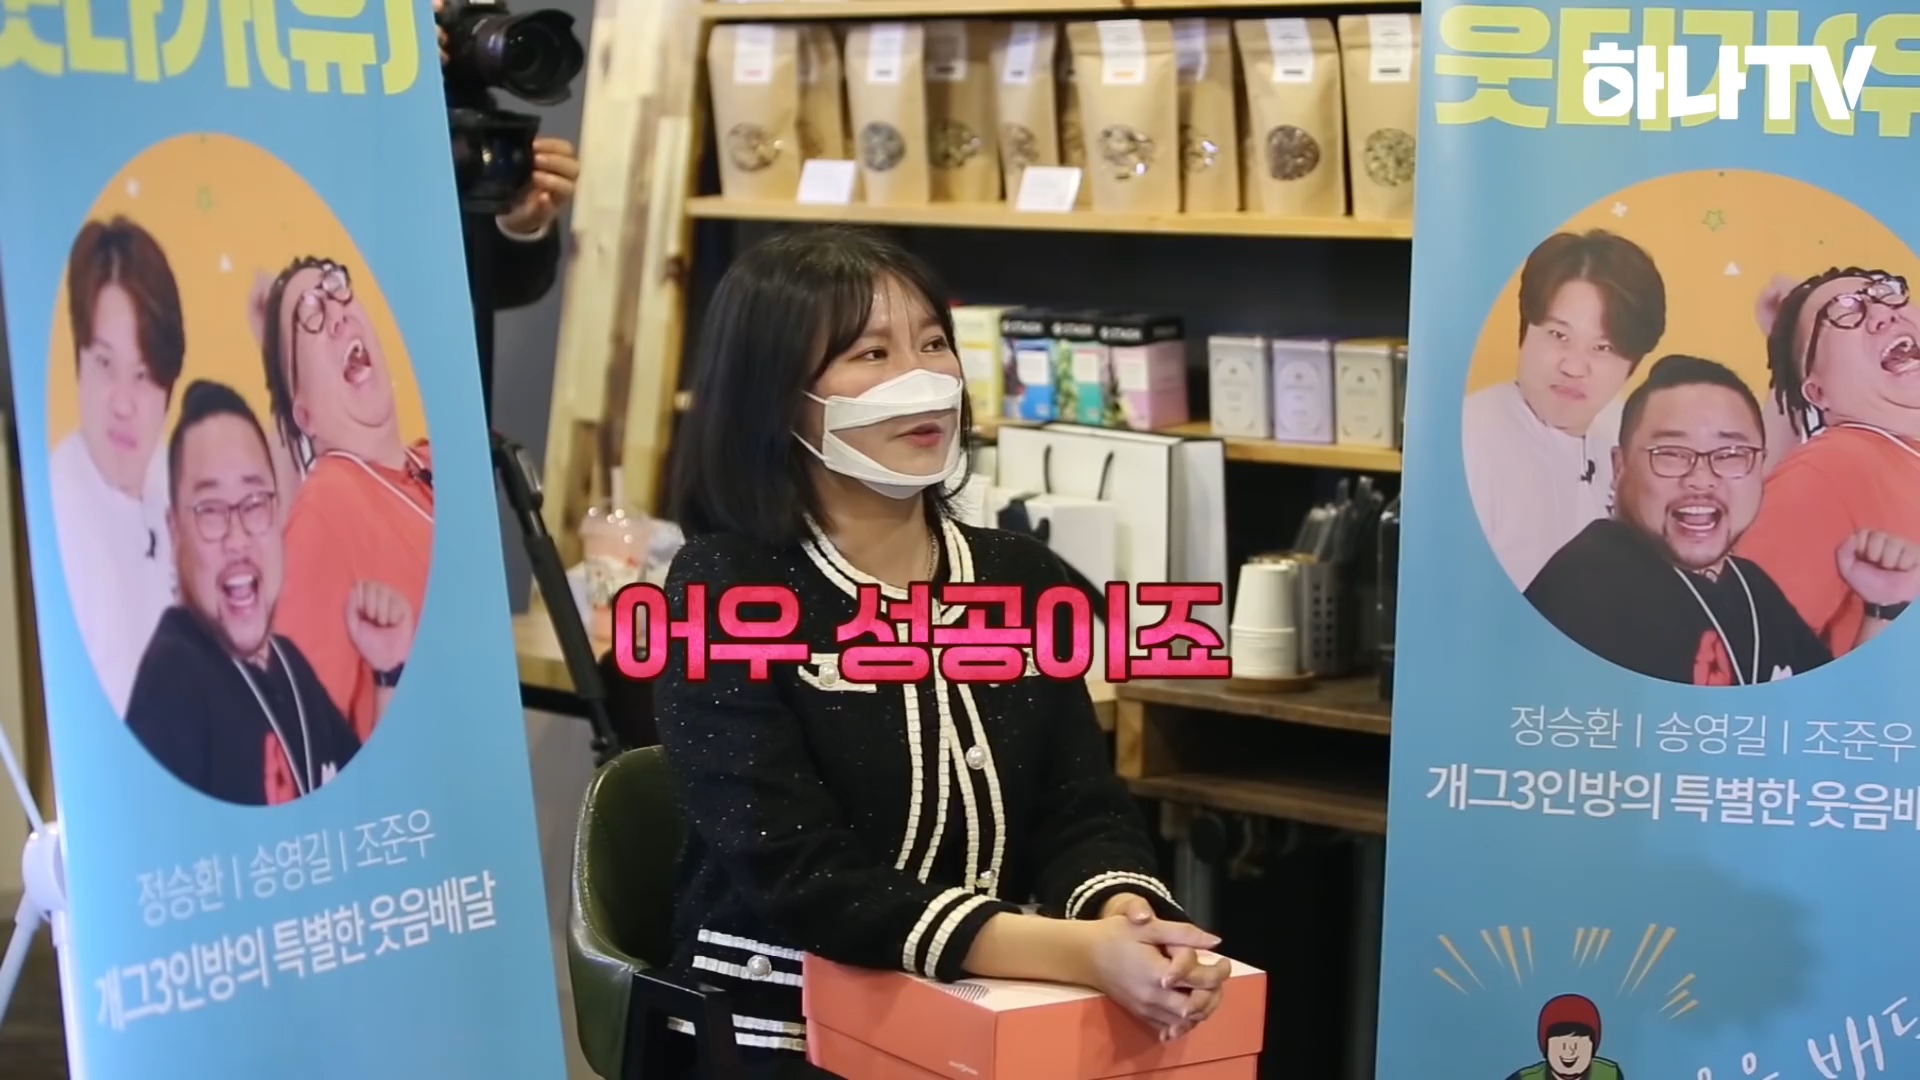 하나TV
어우 성공이죠
정승환 | 송영길 | 조준우
개그3인방의 특별한 웃음배달
웃타가(우
정승환 | 송영길 | 조준우
개그3인방의 특별한 웃음배